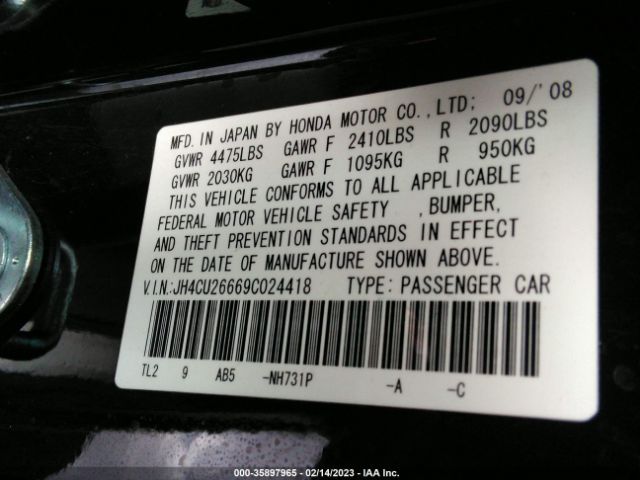 MFD. IN JAPAN BY HONDA MOTOR CO.,LTD; 09/'08
GVWR 4475LBS GAWR F 2410LBS R 2090LBS
GVWR 2030KG GAWR F 1095KG R 950KG
THIS VEHICLE CONFORMS TO ALL APPLICABLE
FEDERAL MOTOR VEHICLE SAFETY , BUMPER,
AND THEFT PREVENTION STANDARDS IN EFFECT
ON THE DATE OF MANUFACTURE SHOWN ABOVE.
V.I.N:JH4CU26669C024418 TYPE: PASSENGER CAR
TL2 9 AB5 -NH731P -A -C
000-35897965 - 02/14/2023 - IAA Inc.